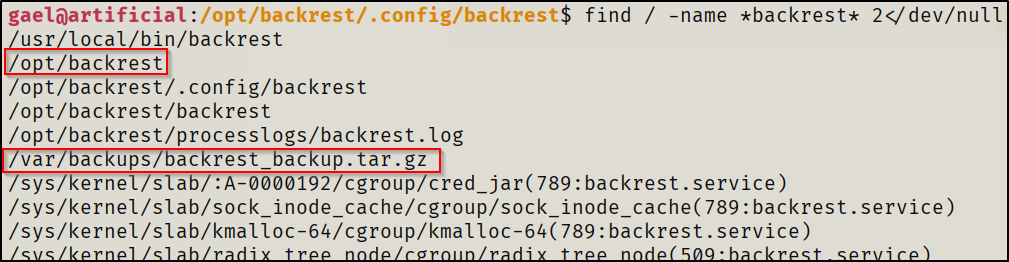 gael@artificial:/opt/backrest/.config/backrest$ find / -name *backrest* 2</dev/null
/usr/local/bin/backrest
/opt/backrest
/opt/backrest/.config/backrest
/opt/backrest/backrest
/opt/backrest/processlogs/backrest.log
/var/backups/backrest_backup.tar.gz
/sys/kernel/slab/:A-0000192/cgroup/cred_jar(789:backrest.service)
/sys/kernel/slab/sock_inode_cache/cgroup/sock_inode_cache(789:backrest.service)
/sys/kernel/slab/kmalloc-64/cgroup/kmalloc-64(789:backrest.service)
/sys/kernel/slab/radix_tree_node/cgroup/radix_tree_node(509:backrest.service)